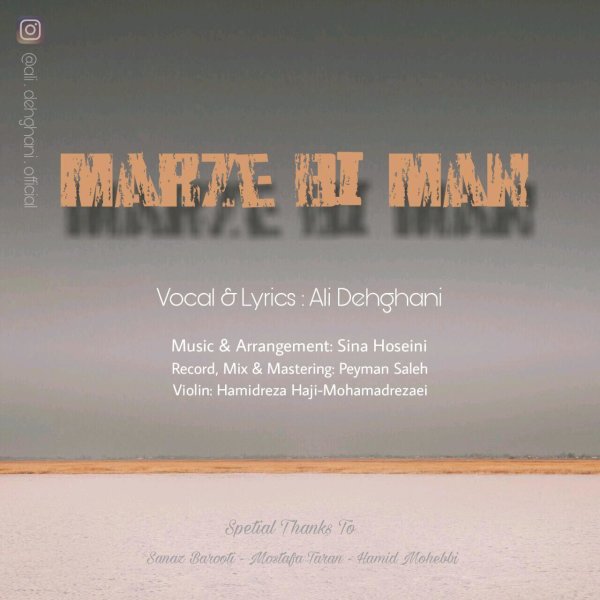 @ali_dehghani_official
MARZE BI MAN
Vocal & Lyrics : Ali Dehghani
Music & Arrangement: Sina Hoseini
Record, Mix & Mastering: Peyman Saleh
Violin: Hamidreza Haji-Mohamadrezaei
Spetial Thanks To
Sanaz Barooti - Mostafa Taran - Hamid Mohebbi